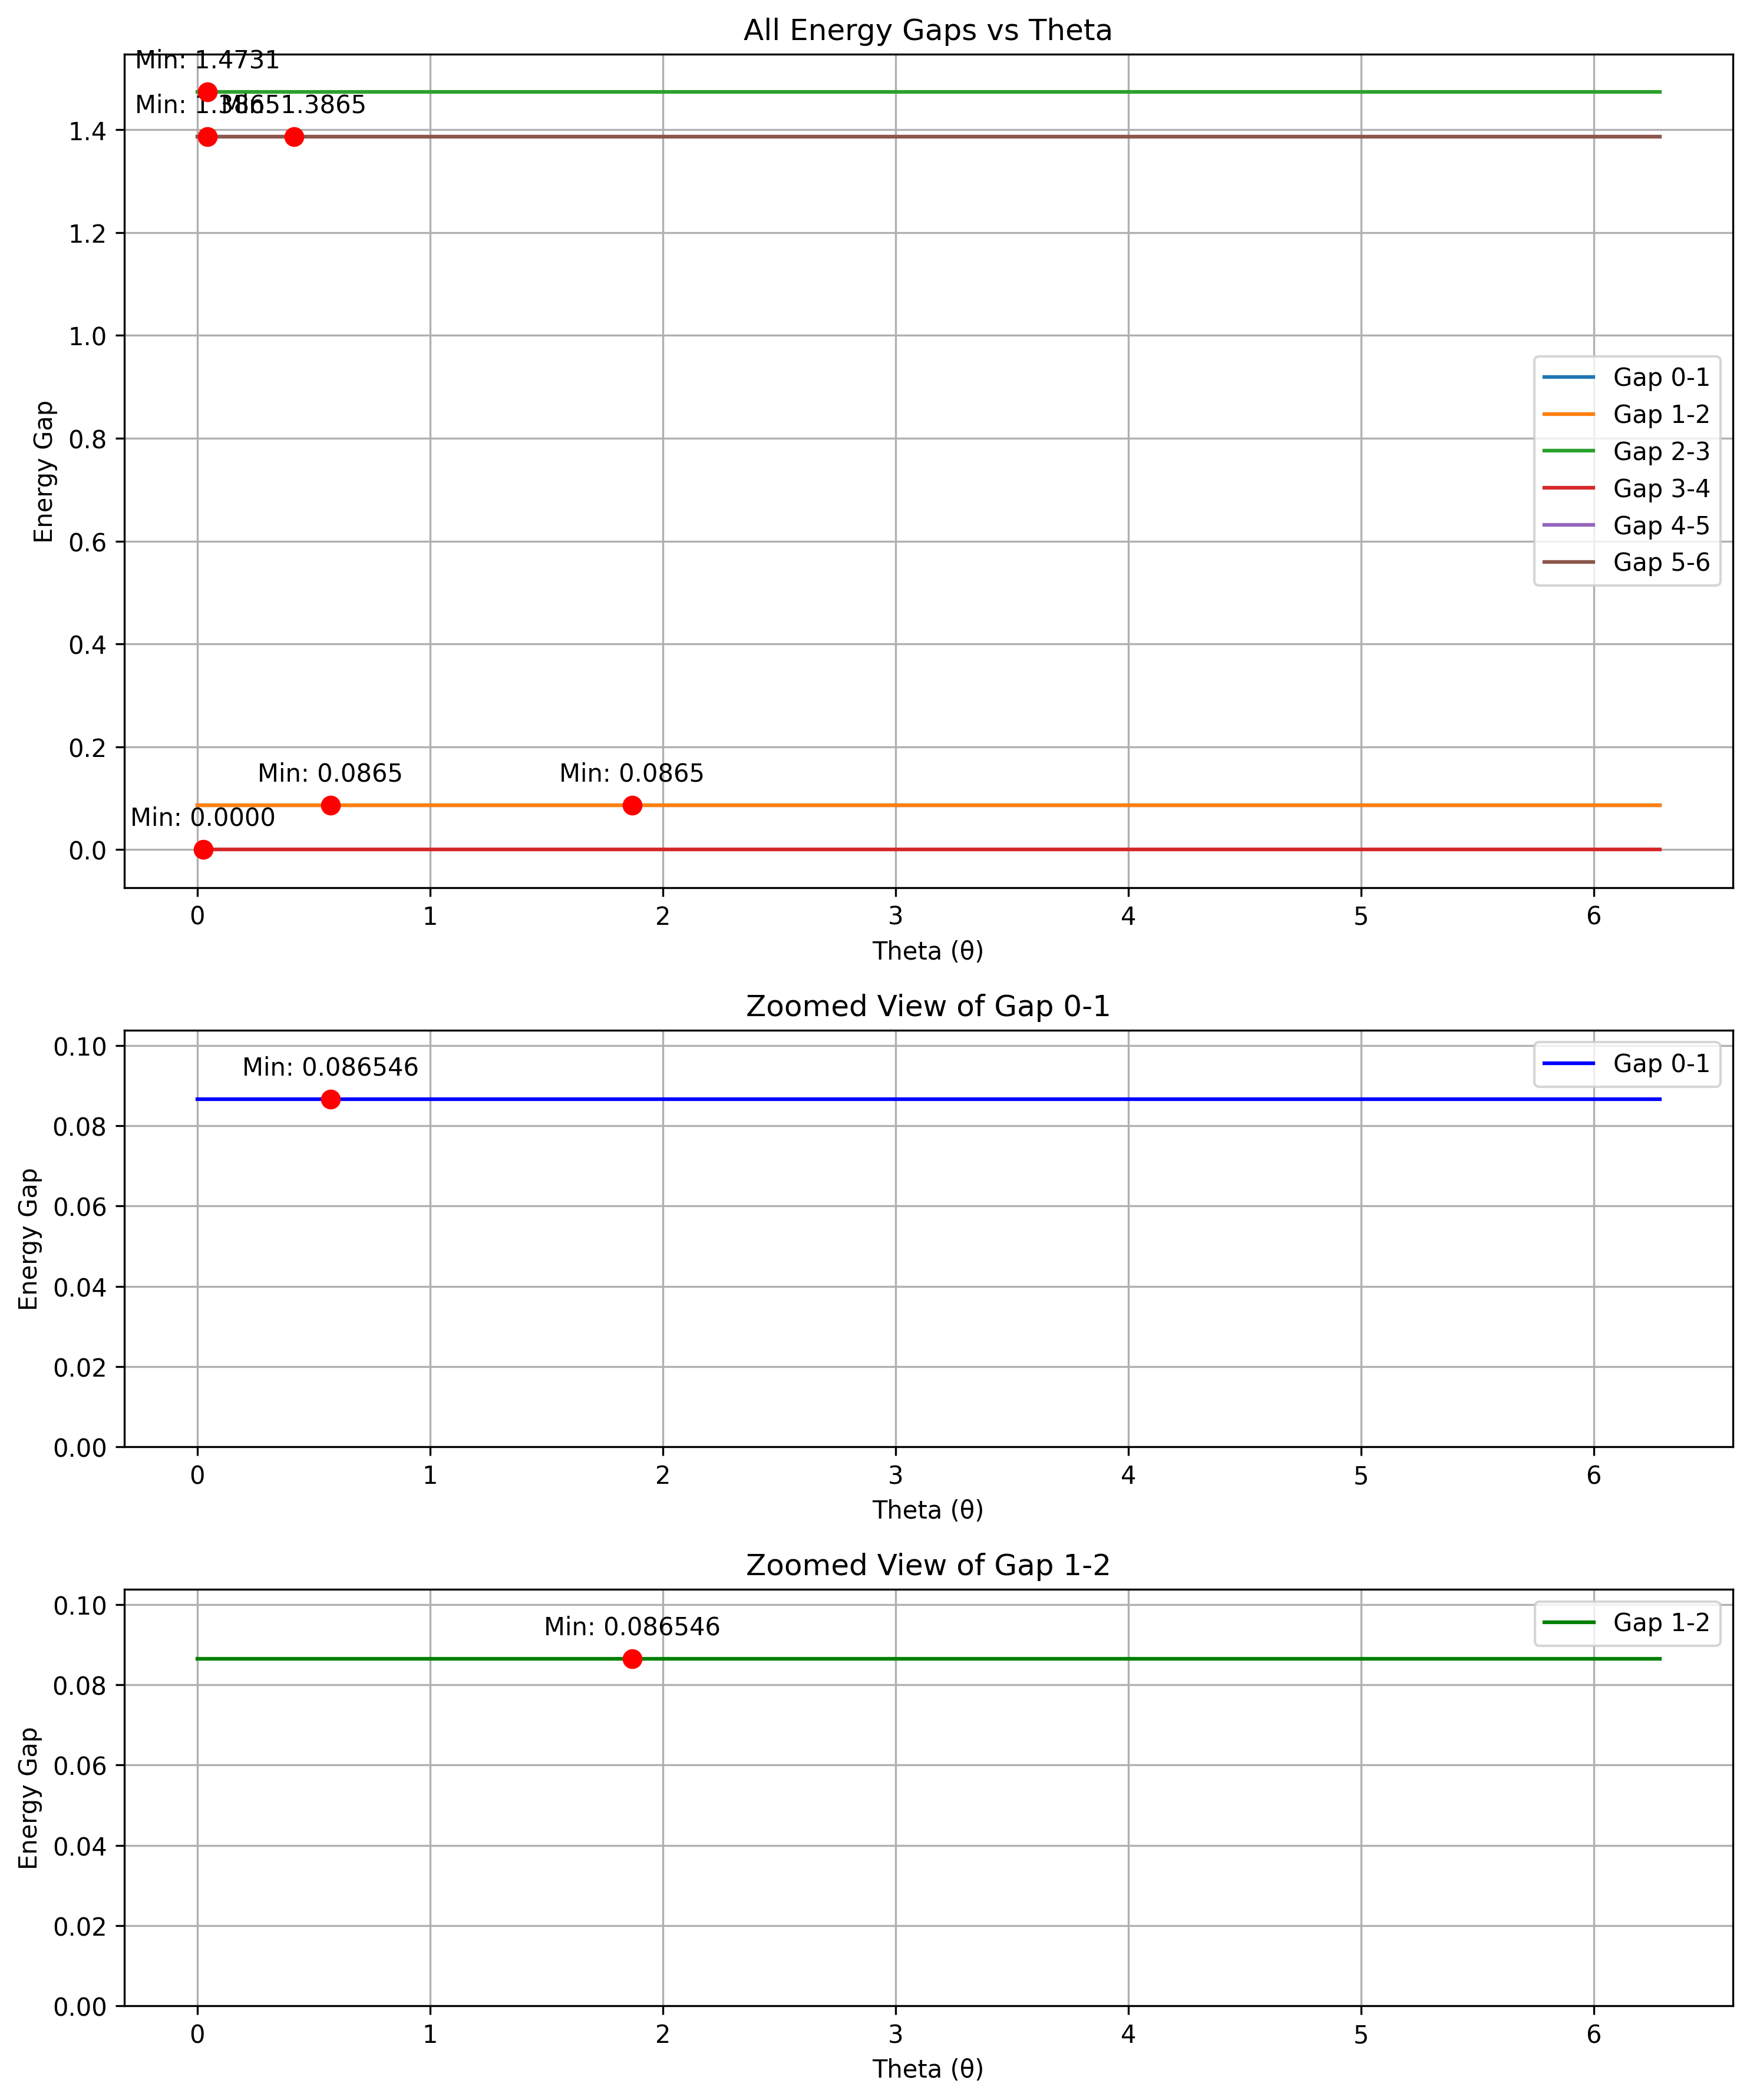 All Energy Gaps vs Theta
Min: 1.4731
Min: 1.3865
Min: 1.3865
1.4
1.2
1.0
0.8
0.6
0.4
0.2
0.0
Energy Gap
Gap 0-1
Gap 1-2
Gap 2-3
Gap 3-4
Gap 4-5
Gap 5-6
Min: 0.0865
Min: 0.0865
Min: 0.0000
0 1 2 3 4 5 6
Theta (θ)
Zoomed View of Gap 0-1
0.10
0.08
0.06
0.04
0.02
0.00
Energy Gap
Min: 0.086546
Gap 0-1
0 1 2 3 4 5 6
Theta (θ)
Zoomed View of Gap 1-2
0.10
0.08
0.06
0.04
0.02
0.00
Energy Gap
Min: 0.086546
Gap 1-2
0 1 2 3 4 5 6
Theta (θ)